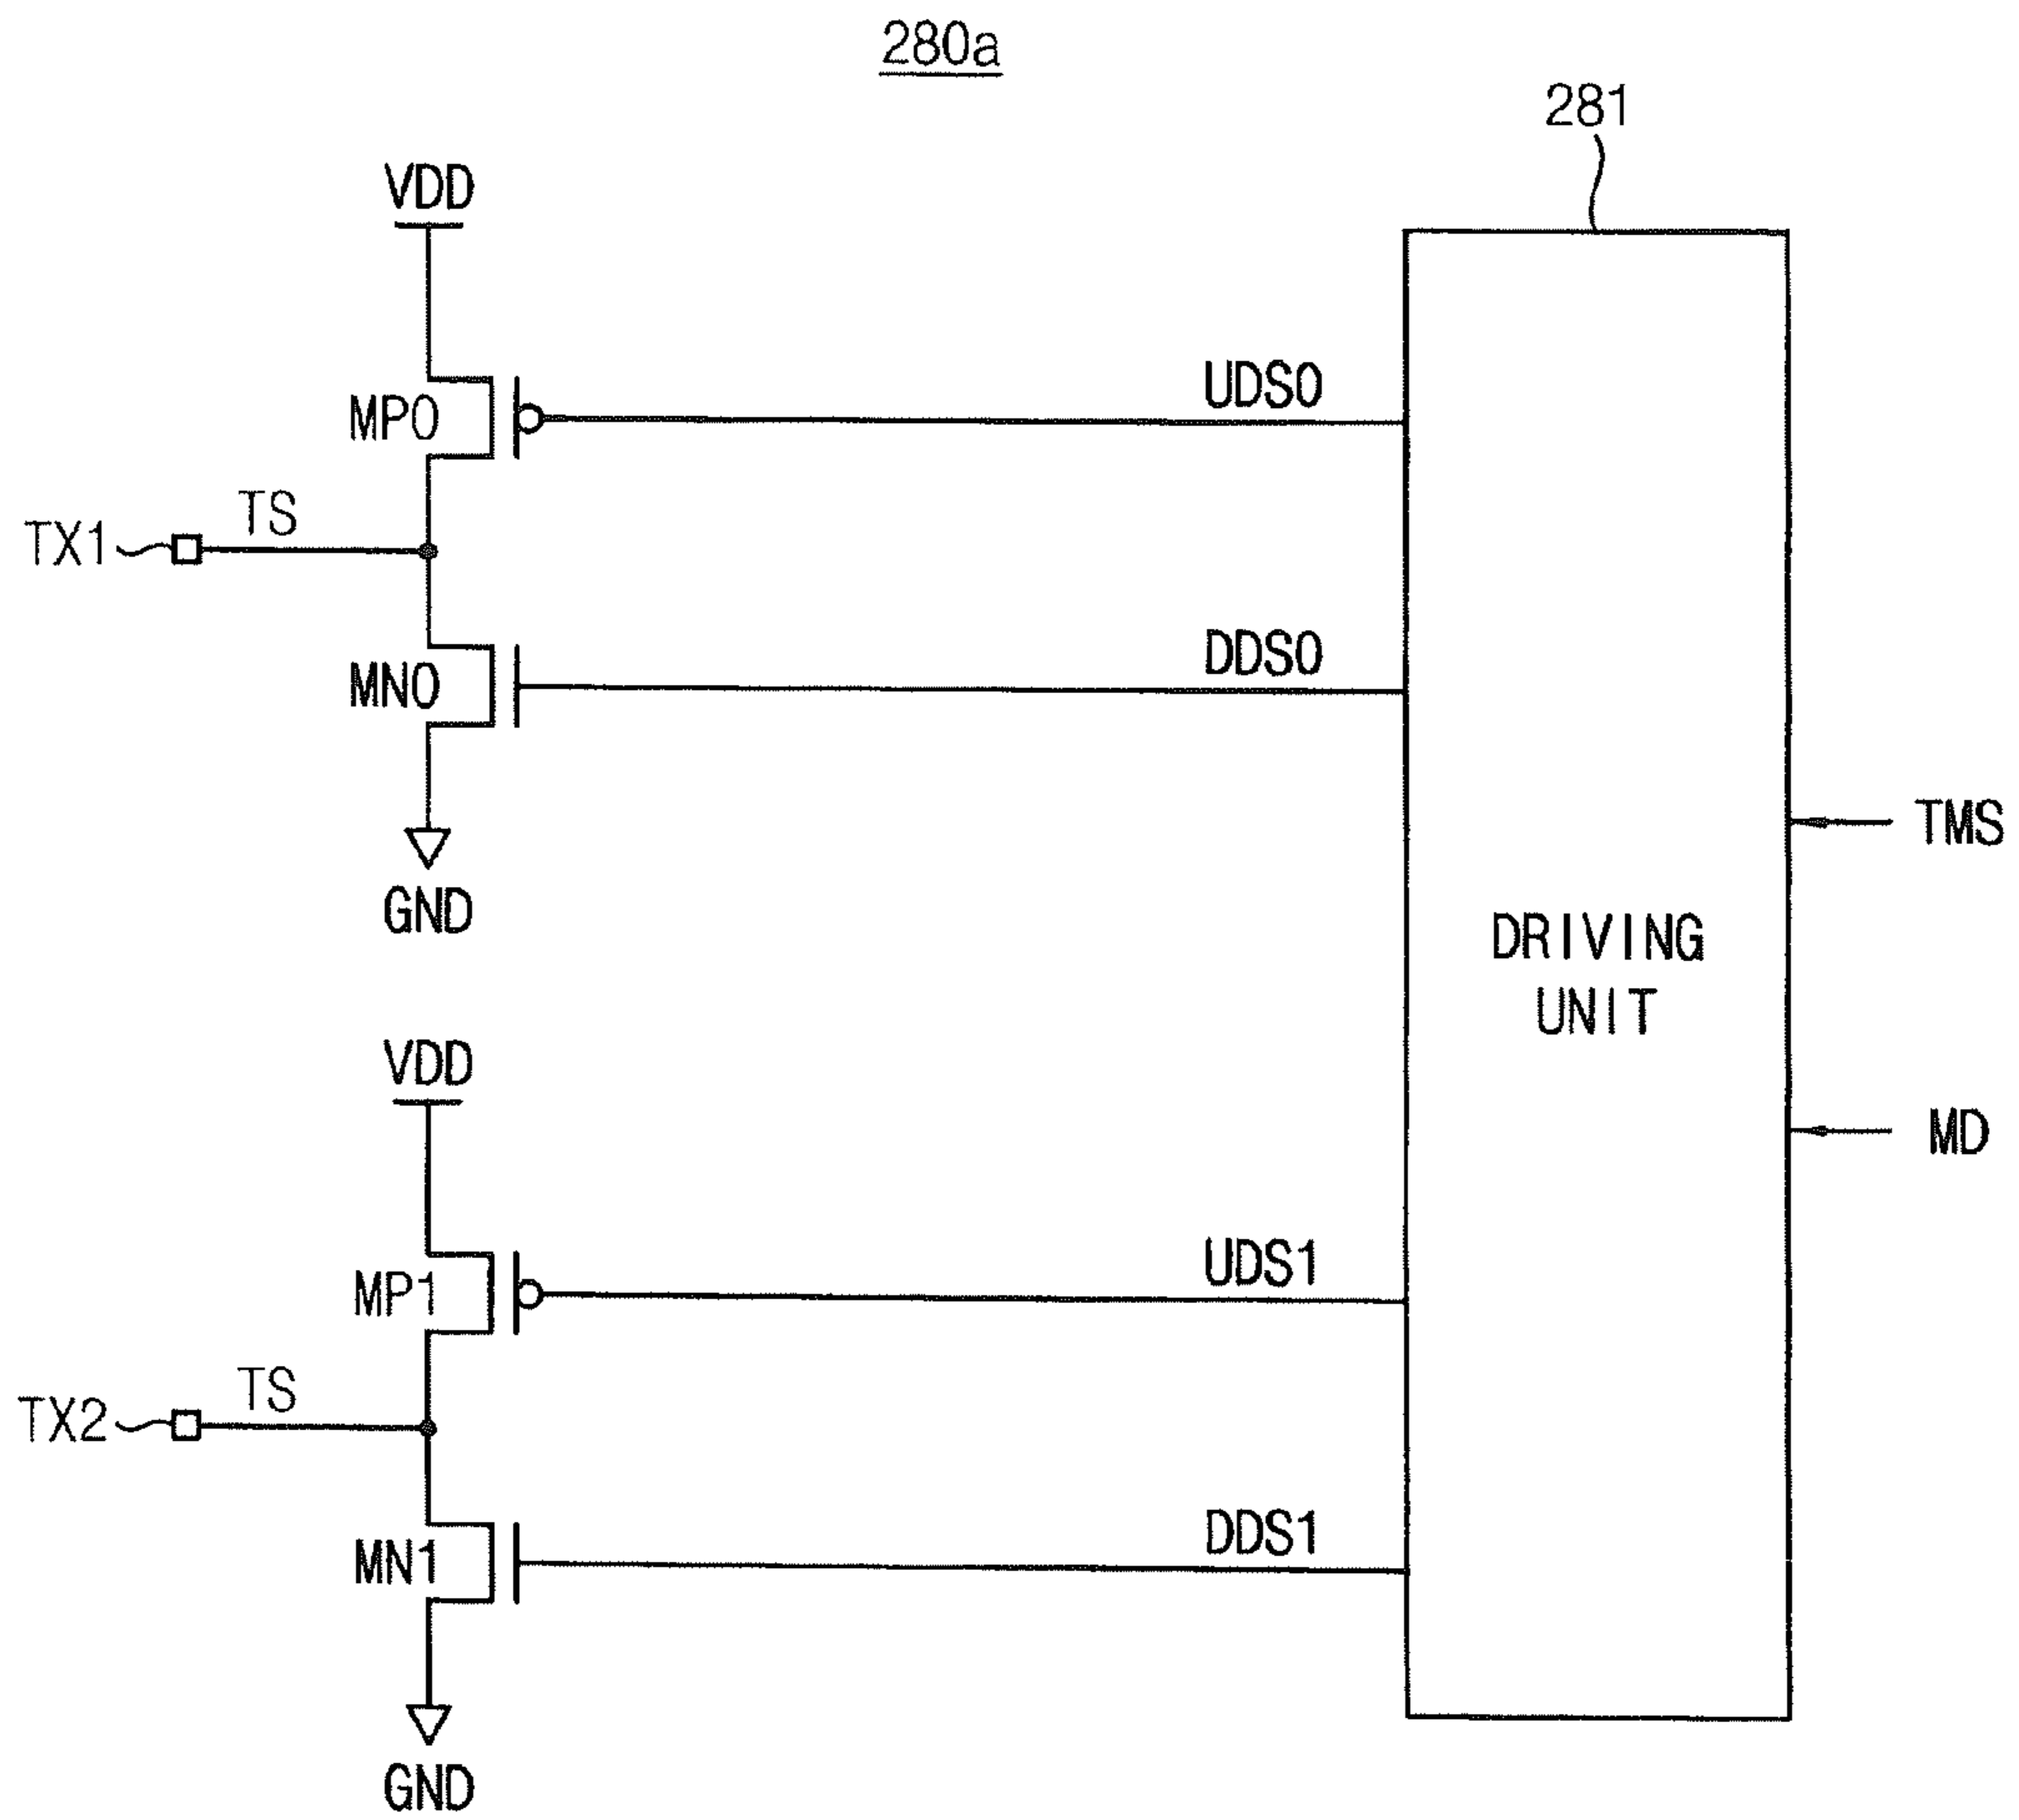 280a
281
VDD
MP0
UDS0
TX1
TS
MN0
DDS0
GND
TMS
DRIVING
UNIT
MD
VDD
MP1
UDS1
TX2
TS
MN1
DDS1
GND